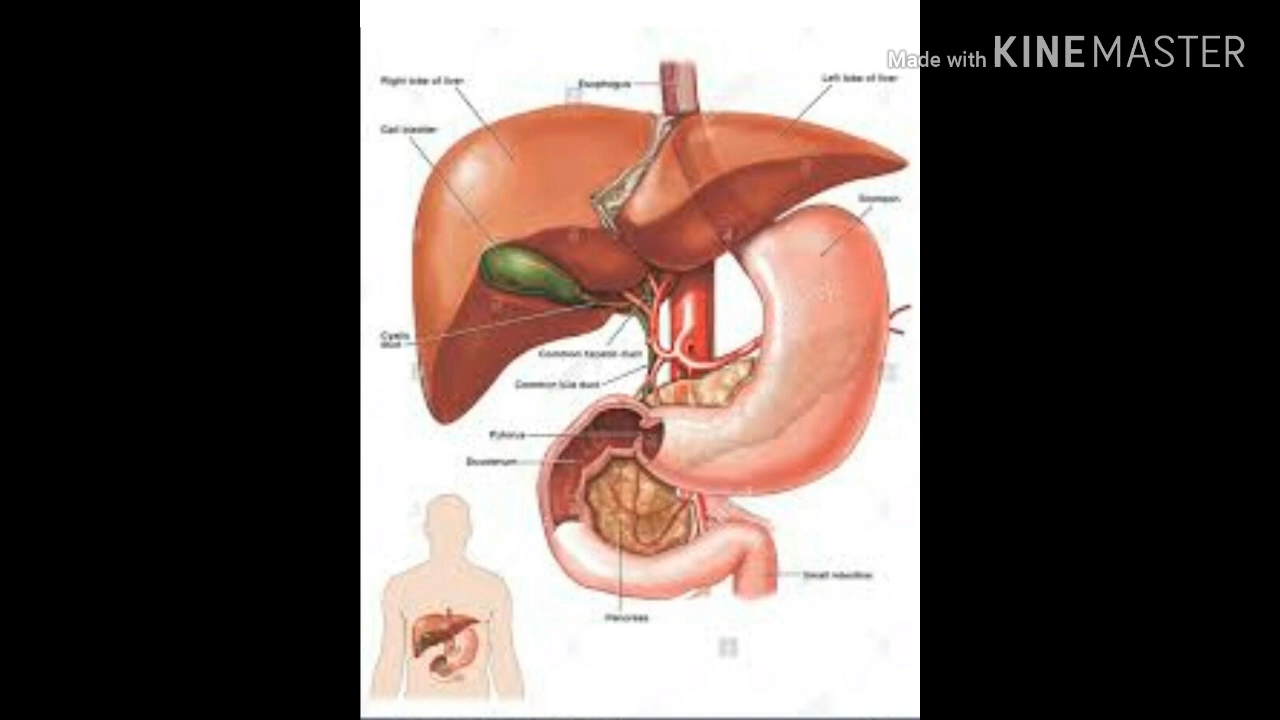 Made with KINEMASTER
Right lobe of liver
Esophagus
Left lobe of liver
Gall bladder
Stomach
Cystic
duct
Common hepatic duct
Common bile duct
Pylorus
Duodenum
Small intestine
Pancreas